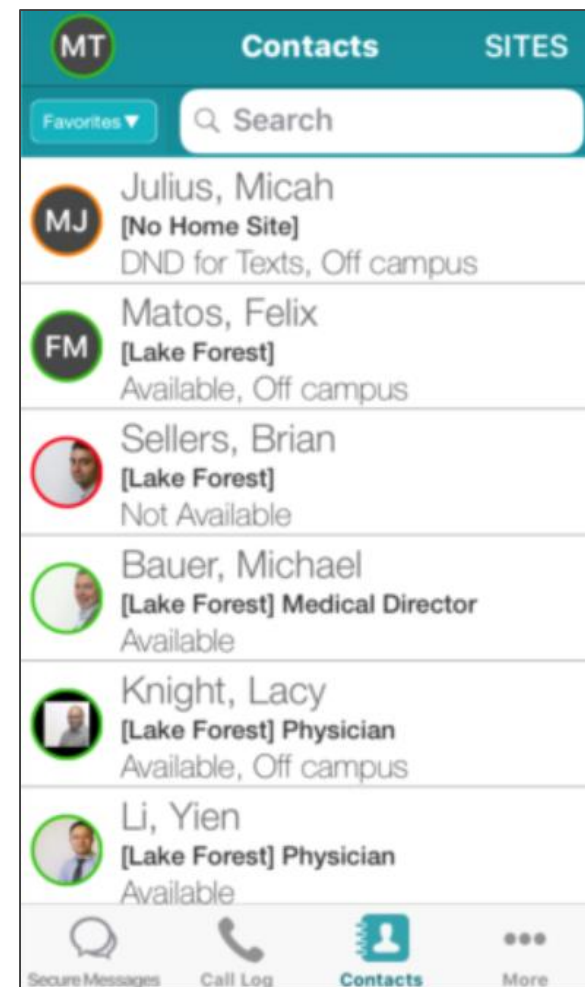 MT Contacts SITES
Favorites▼ Search
MJ
Julius, Micah
[No Home Site]
DND for Texts, Off campus
FM
Matos, Felix
[Lake Forest]
Available, Off campus
Sellers, Brian
[Lake Forest]
Not Available
Bauer, Michael
[Lake Forest] Medical Director
Available
Knight, Lacy
[Lake Forest] Physician
Available, Off campus
Li, Yien
[Lake Forest] Physician
Available
Secure Messages Call Log Contacts More